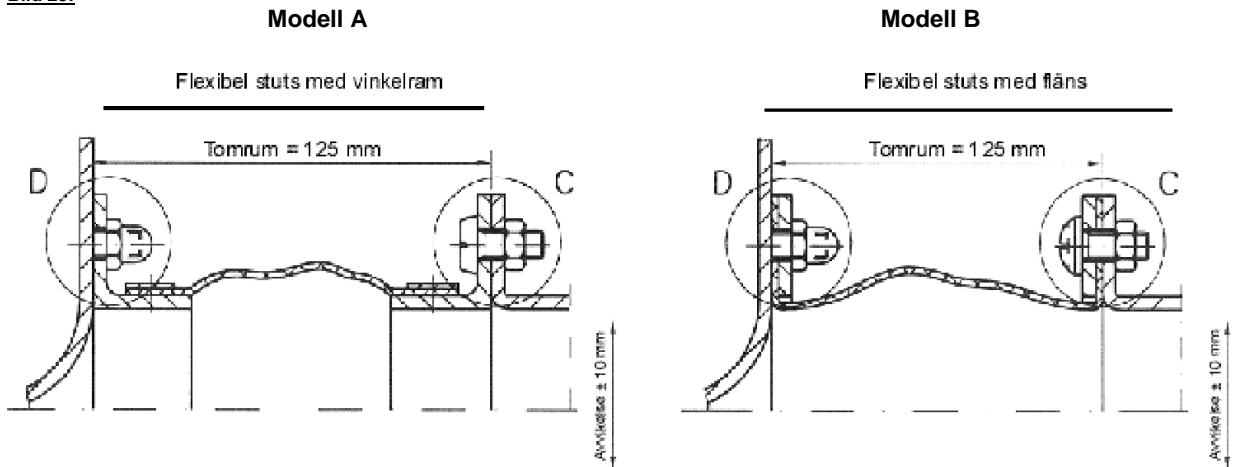 Modell A
Modell B
Flexibel stuts med vinkelram
Flexibel stuts med fläns
Tomrum = 125 mm
Tomrum = 125 mm
D
C
D
C
Avvikelse ± 10 mm
Avvikelse ± 10 mm